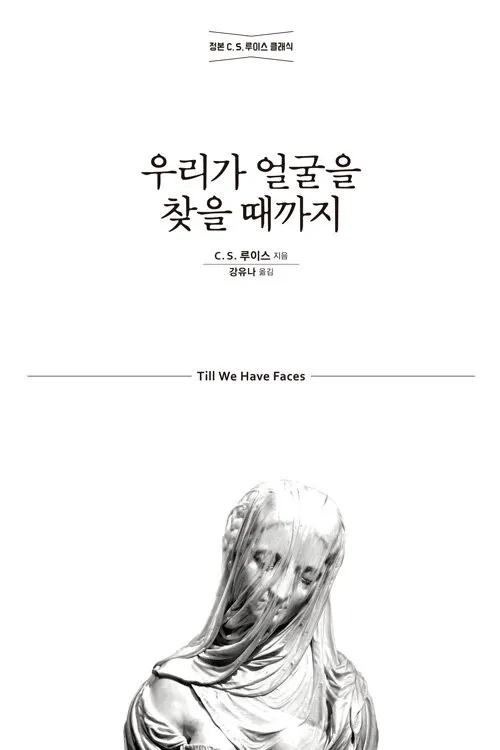 정본 C. S. 루이스 클래식
우리가 얼굴을
찾을 때까지
C. S. 루이스 지음
강유나 옮김
Till We Have Faces